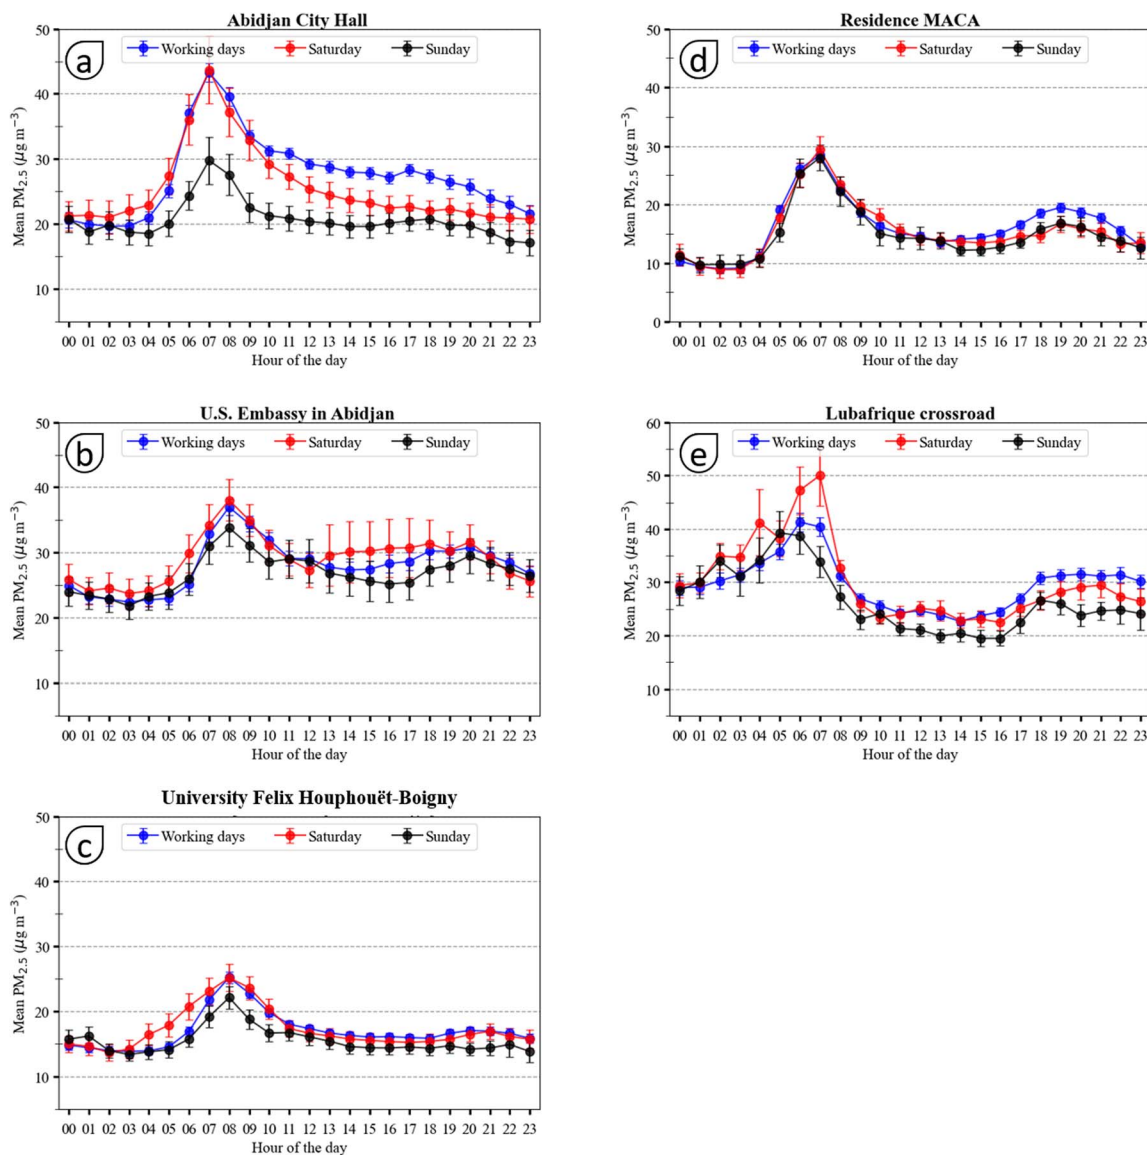 Abidjan City Hall
a
Working days Saturday Sunday
50
40
30
20
10
Mean PM2.5 (µg m−3)
00 01 02 03 04 05 06 07 08 09 10 11 12 13 14 15 16 17 18 19 20 21 22 23
Hour of the day
Residence MACA
d
Working days Saturday Sunday
50
40
30
20
10
0
Mean PM2.5 (µg m−3)
00 01 02 03 04 05 06 07 08 09 10 11 12 13 14 15 16 17 18 19 20 21 22 23
Hour of the day
U.S. Embassy in Abidjan
b
Working days Saturday Sunday
50
40
30
20
10
Mean PM2.5 (µg m−3)
00 01 02 03 04 05 06 07 08 09 10 11 12 13 14 15 16 17 18 19 20 21 22 23
Hour of the day
Lubafrique crossroad
e
Working days Saturday Sunday
60
50
40
30
20
10
Mean PM2.5 (µg m−3)
00 01 02 03 04 05 06 07 08 09 10 11 12 13 14 15 16 17 18 19 20 21 22 23
Hour of the day
University Felix Houphouët-Boigny
c
Working days Saturday Sunday
50
40
30
20
10
Mean PM2.5 (µg m−3)
00 01 02 03 04 05 06 07 08 09 10 11 12 13 14 15 16 17 18 19 20 21 22 23
Hour of the day